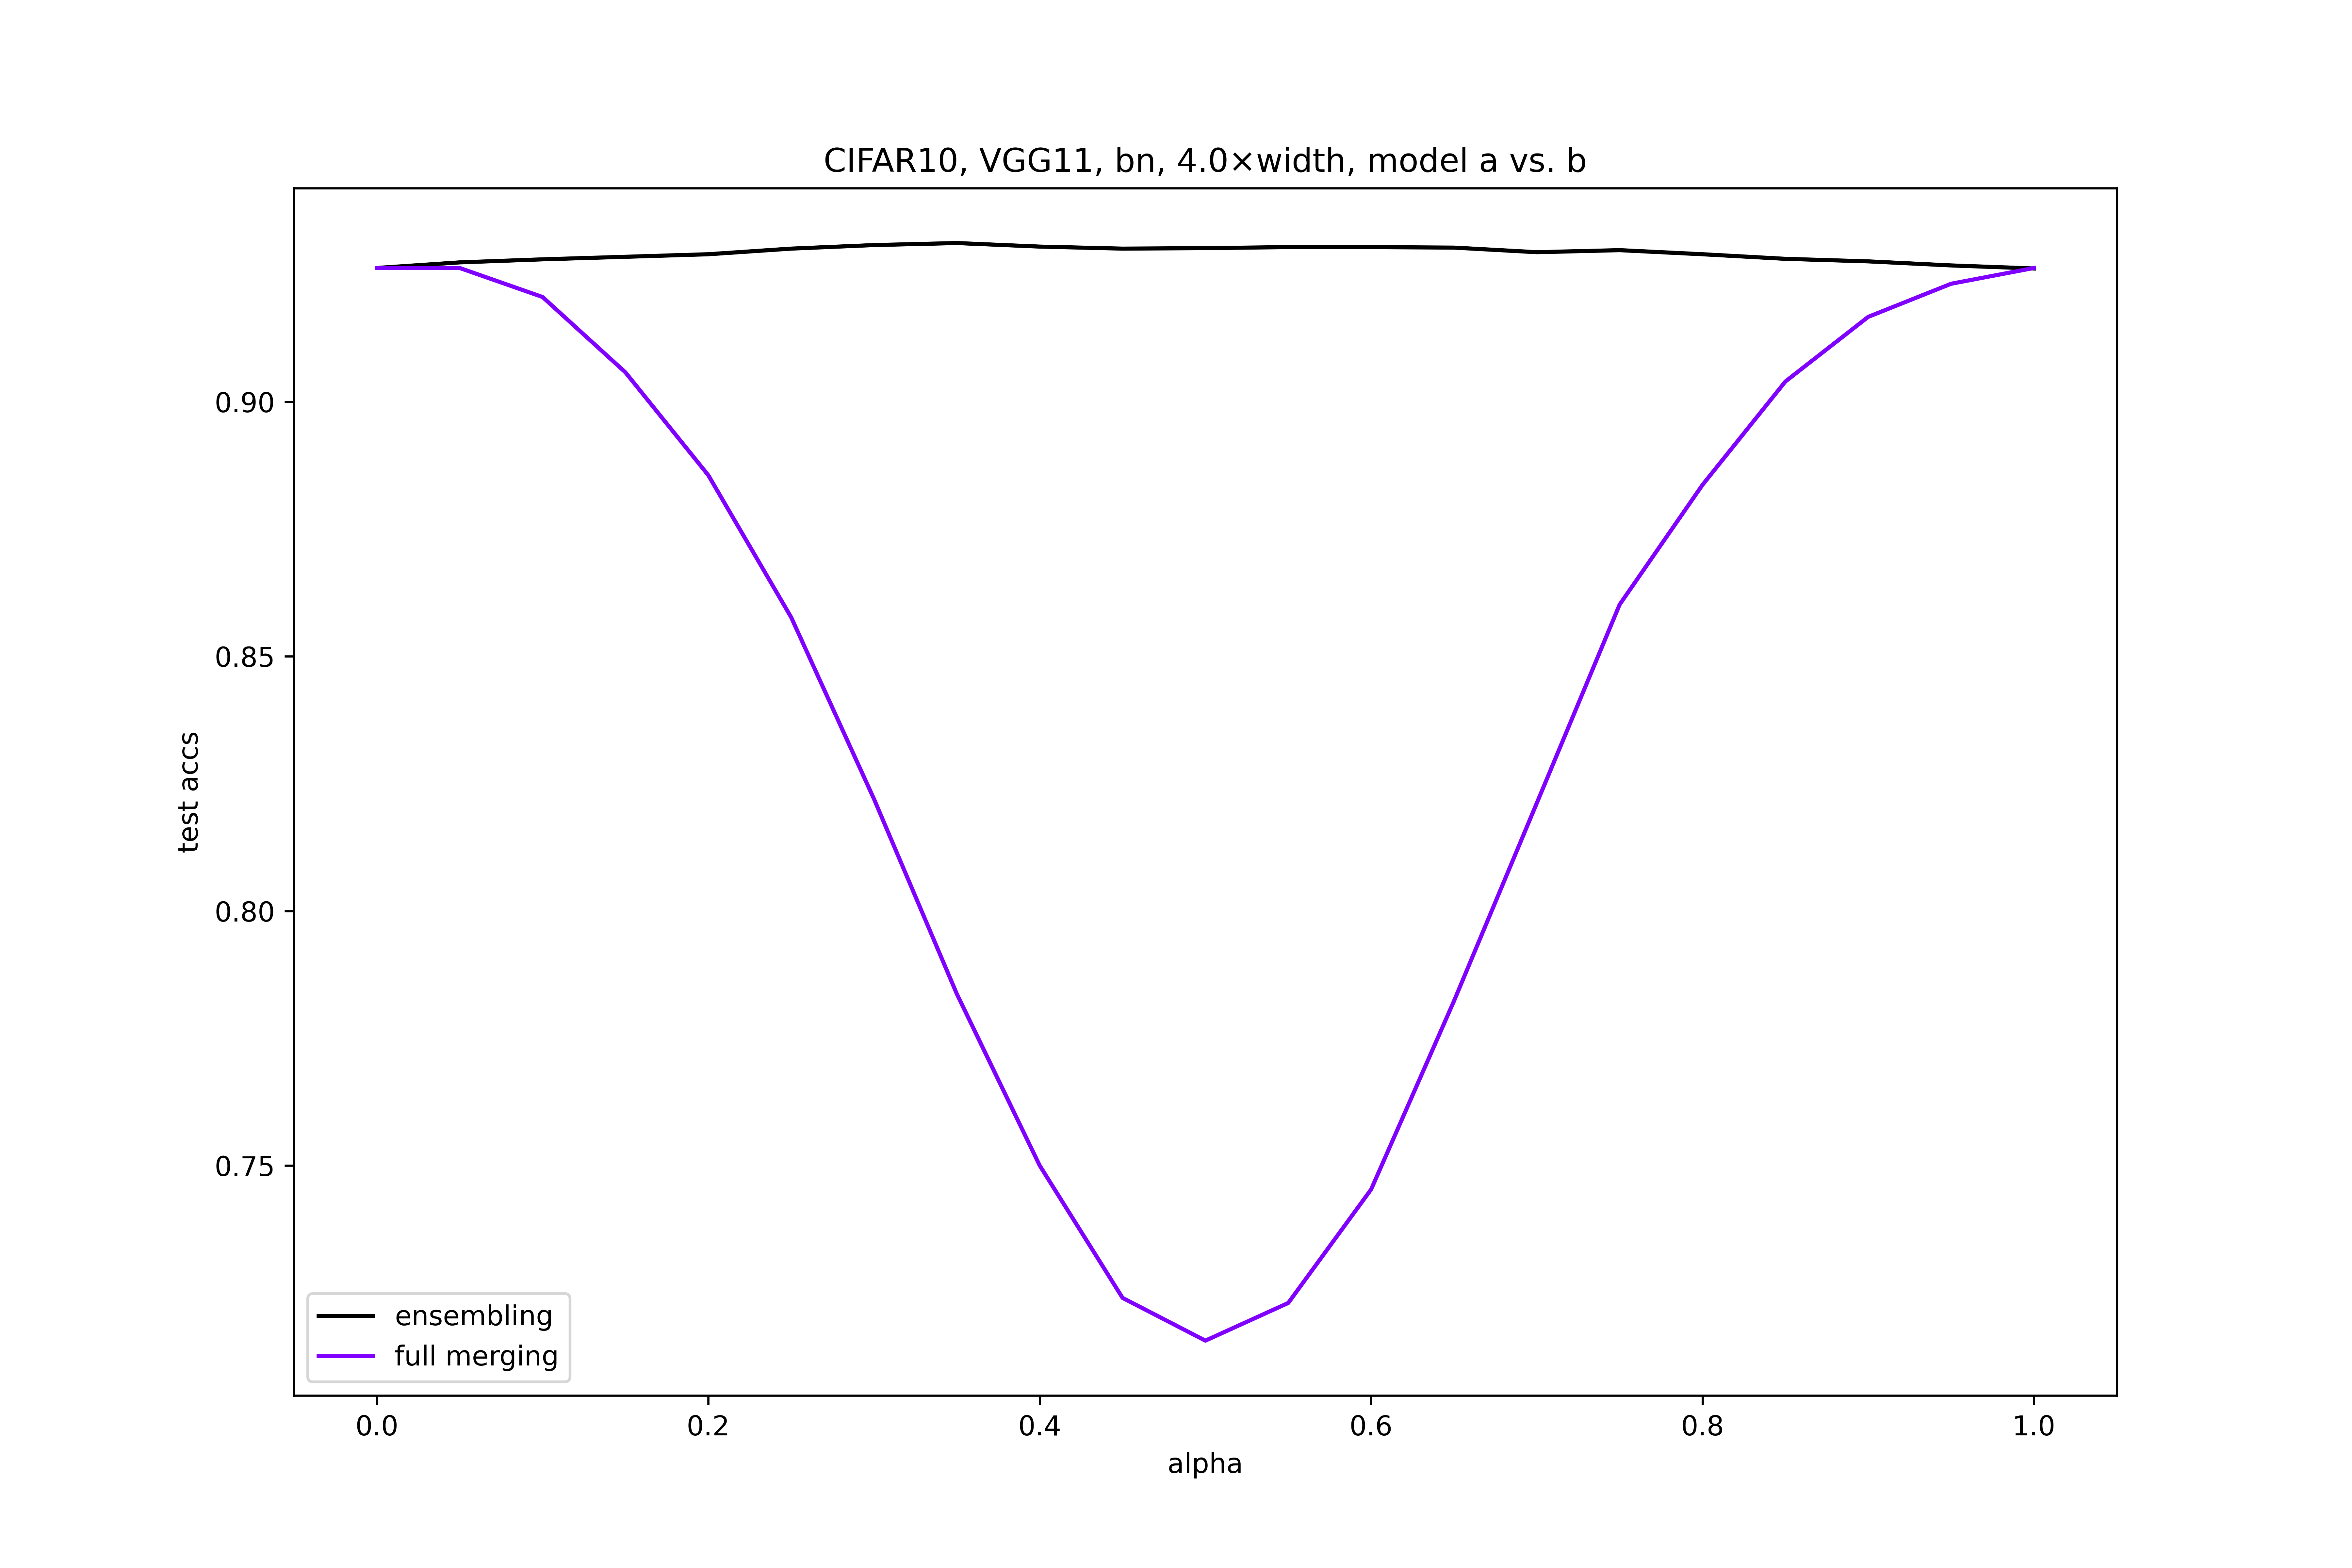 CIFAR10, VGG11, bn, 4.0×width, model a vs. b
0.90
0.85
0.80
0.75
test accs
ensembling
full merging
0.0 0.2 0.4 0.6 0.8 1.0
alpha